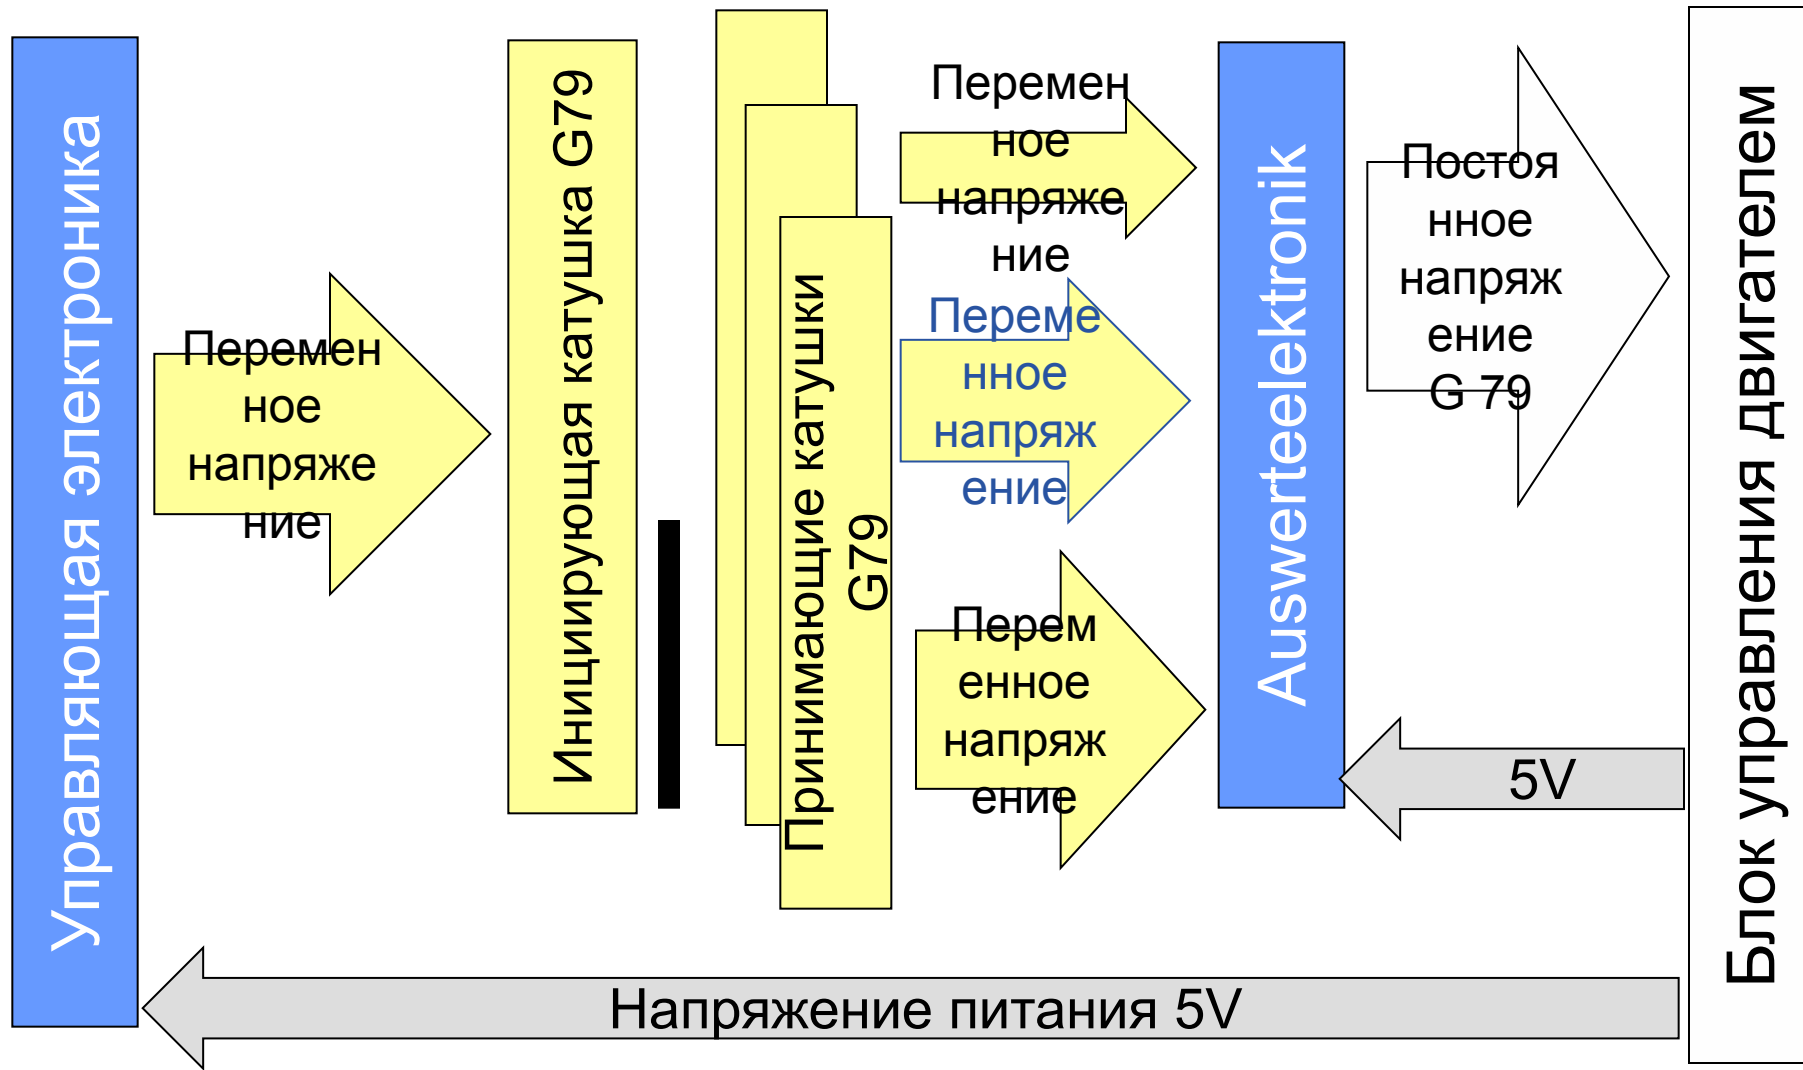 Управляющая электроника
Перемен
ное
напряже
ние
Инициирующая катушка G79
Принимающие катушки
G79
Перемен
ное
напряже
ние
Переме
нное
напряж
ение
Перем
енное
напряж
ение
Auswerteelektronik
Постоя
нное
напряж
ение
G 79
5V
Блок управления двигателем
Напряжение питания 5V